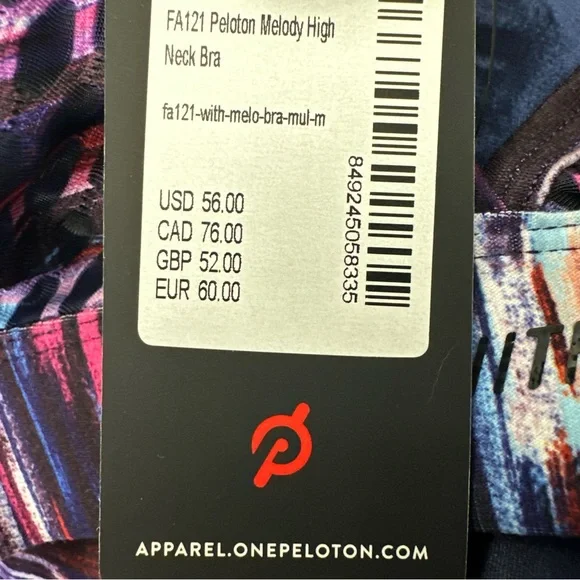 FA121 Peloton Melody High
Neck Bra
fa121-with-melo-bra-mul-m
USD 56.00
CAD 76.00
GBP 52.00
EUR 60.00
849245058335
APPAREL.ONEPELOTON.COM